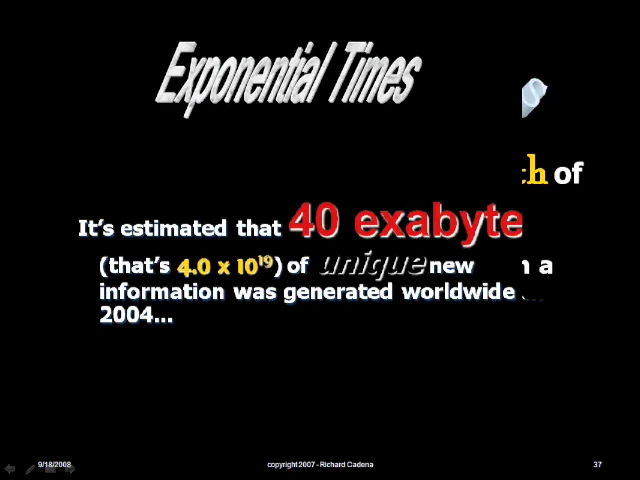 Exponential Times
of
It's estimated that 40 exabyte
(that's 4.0 x 10¹⁹) of unique new a
information was generated worldwide
2004...
9/18/2008 copyright 2007 - Richard Cadena 37